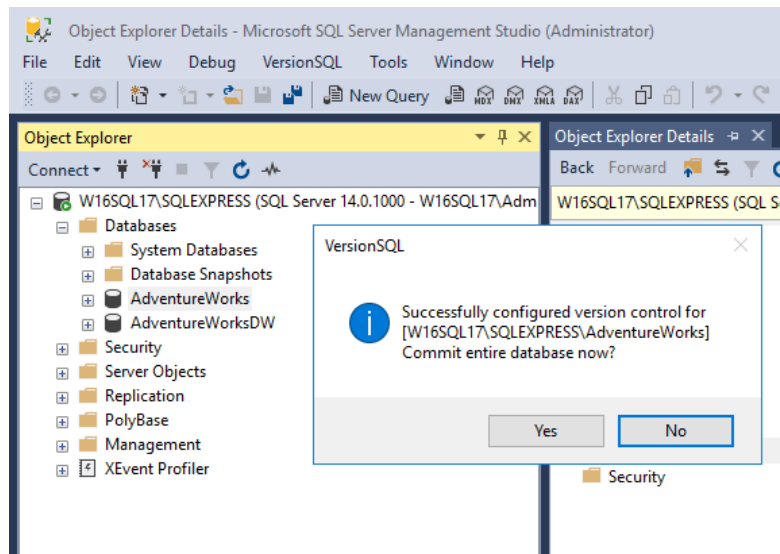 Object Explorer Details - Microsoft SQL Server Management Studio (Administrator)
File Edit View Debug VersionSQL Tools Window Help
New Query MDX DMX XMLA DAX
Object Explorer
Connect
W16SQL17\SQLEXPRESS (SQL Server 14.0.1000 - W16SQL17\Adm
Databases
System Databases
Database Snapshots
AdventureWorks
AdventureWorksDW
Security
Server Objects
Replication
PolyBase
Management
XEvent Profiler
Object Explorer Details
Back Forward
W16SQL17\SQLEXPRESS (SQL S
VersionSQL
Successfully configured version control for
[W16SQL17\SQLEXPRESS\AdventureWorks]
Commit entire database now?
Yes No
Security